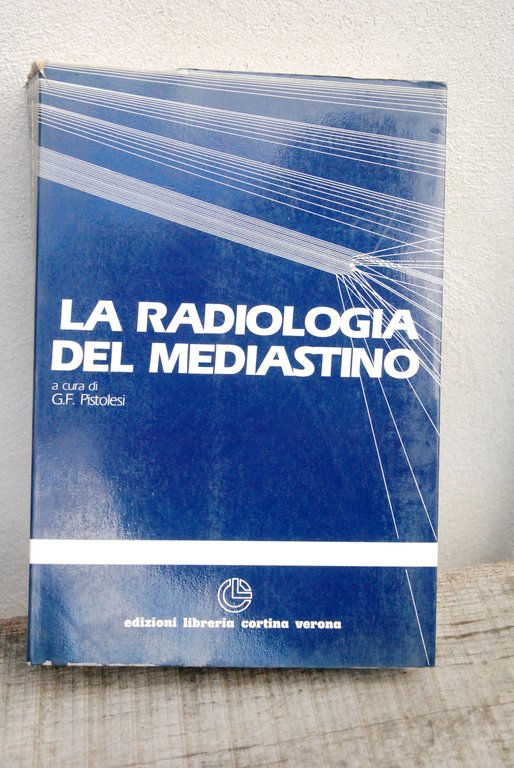 LA RADIOLOGIA
DEL MEDIASTINO
a cura di
G.F. Pistolesi
edizioni libreria cortina verona